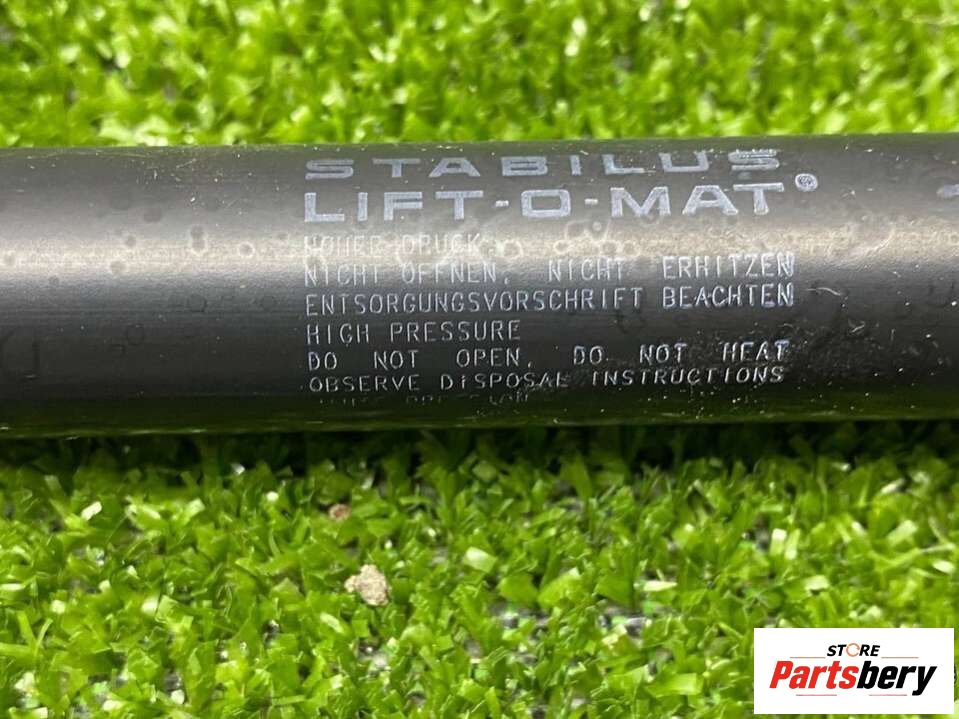 STABILUS
LIFT-O-MAT®
HOHER DRUCK
NICHT ÖFFNEN, NICHT ERHITZEN
ENTSORGUNGSVORSCHRIFT BEACHTEN
HIGH PRESSURE
DO NOT OPEN, DO NOT HEAT
OBSERVE DISPOSAL INSTRUCTIONS
STORE
Partsbery